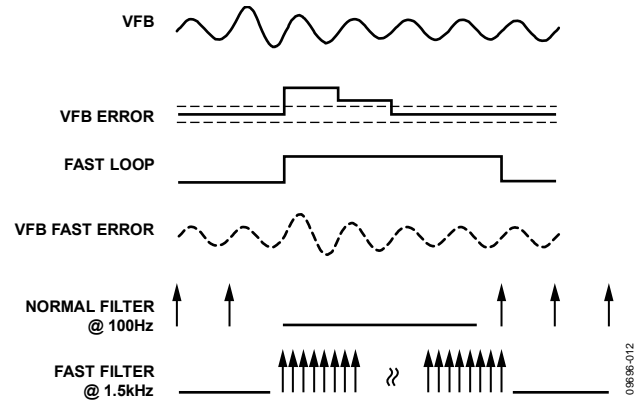 VFB
VFB ERROR
FAST LOOP
VFB FAST ERROR
NORMAL FILTER
@ 100Hz
FAST FILTER
@ 1.5kHz
09696-012